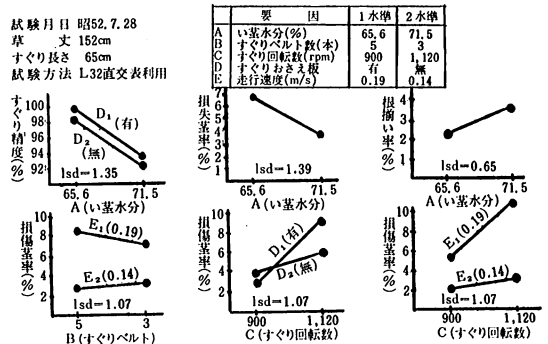 試験月日 昭52.7.28
草丈 152cm
すぐり長さ 65cm
試験方法 L32直交表利用
要因 1水準 2水準
A い茎水分(%) 65.6 71.5
B すぐりベルト数(本) 5 3
C すぐり回転数(rpm) 900 1,120
D すぐりおさえ板 有 無
E 走行速度(m/s) 0.19 0.14
すぐり精度(%)
100
98
96
94
92
D₁(有)
D₂(無)
lsd=1.35
65.6 71.5
A(い茎水分)
損失茎率(%)
7
6
5
4
3
2
1
lsd=1.39
65.6 71.5
A(い茎水分)
根揃い率(%)
4
3
2
1
lsd=0.65
65.6 71.5
A(い茎水分)
損傷茎率(%)
10
8
6
4
2
E₁(0.19)
E₂(0.14)
lsd=1.07
5 3
B(すぐりベルト)
損傷茎率(%)
10
8
6
4
2
D₁(有)
D₂(無)
lsd=1.07
900 1,120
C(すぐり回転数)
損傷茎率(%)
10
8
6
4
2
E₁(0.19)
E₂(0.14)
lsd=1.07
900 1,120
C(すぐり回転数)